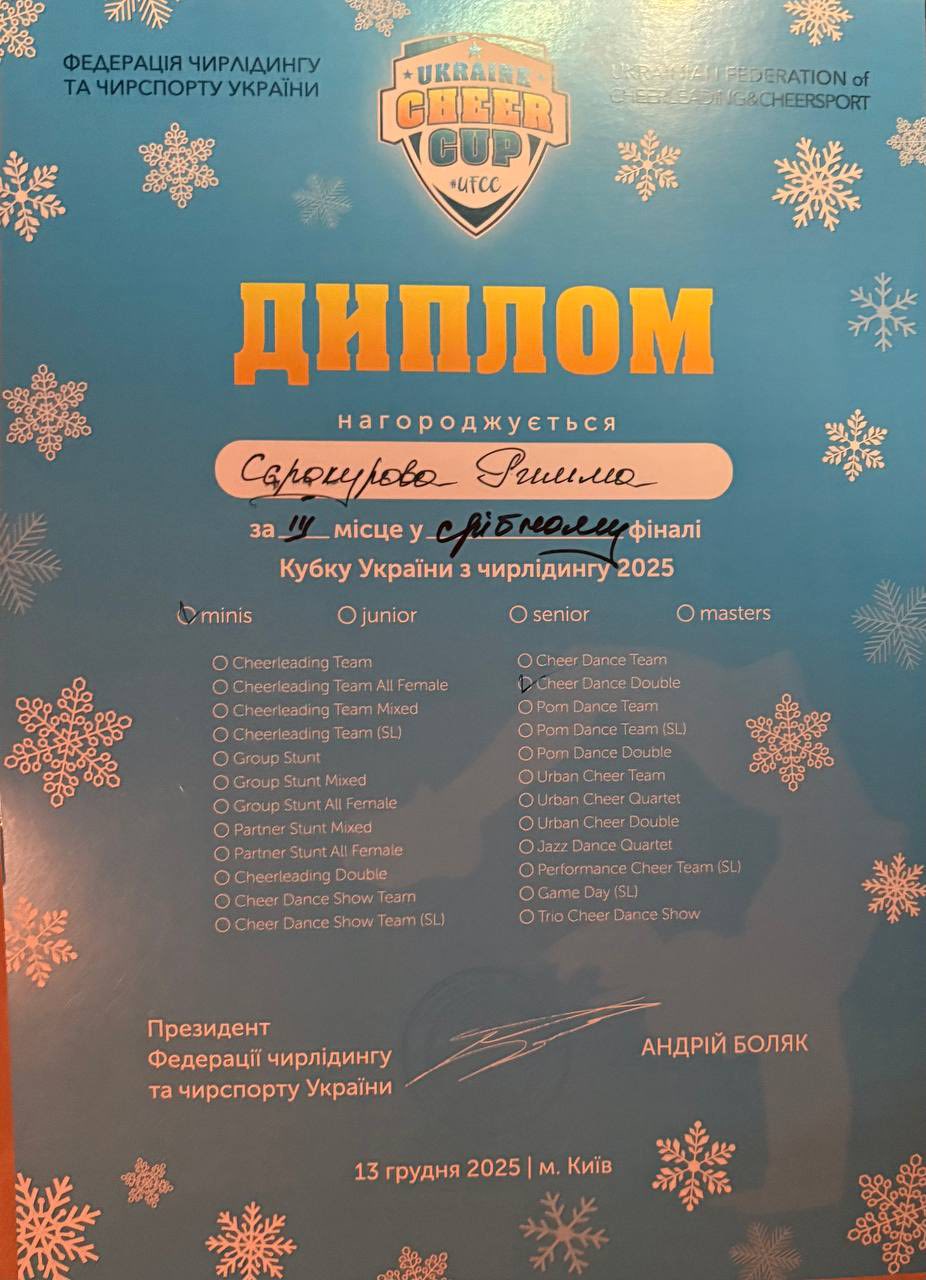 ФЕДЕРАЦІЯ ЧИРЛІДИНГУ
ТА ЧИРСПОРТУ УКРАЇНИ
UKRAINE
CHEER
CUP
#UFCC
UKRAINIAN FEDERATION of
CHEERLEADING&CHEERSPORT
ДИПЛОМ
нагороджується
Сєрокурова Римма
за III місце у срібному фіналі
Кубку України з чирлідингу 2025
minis junior senior masters
Cheerleading Team
Cheerleading Team All Female
Cheerleading Team Mixed
Cheerleading Team (SL)
Group Stunt
Group Stunt Mixed
Group Stunt All Female
Partner Stunt Mixed
Partner Stunt All Female
Cheerleading Double
Cheer Dance Show Team
Cheer Dance Show Team (SL)
Cheer Dance Team
Cheer Dance Double
Pom Dance Team
Pom Dance Team (SL)
Pom Dance Double
Urban Cheer Team
Urban Cheer Quartet
Urban Cheer Double
Jazz Dance Quartet
Performance Cheer Team (SL)
Game Day (SL)
Trio Cheer Dance Show
Президент
Федерації чирлідингу
та чирспорту України
АНДРІЙ БОЛЯК
13 грудня 2025 | м. Київ